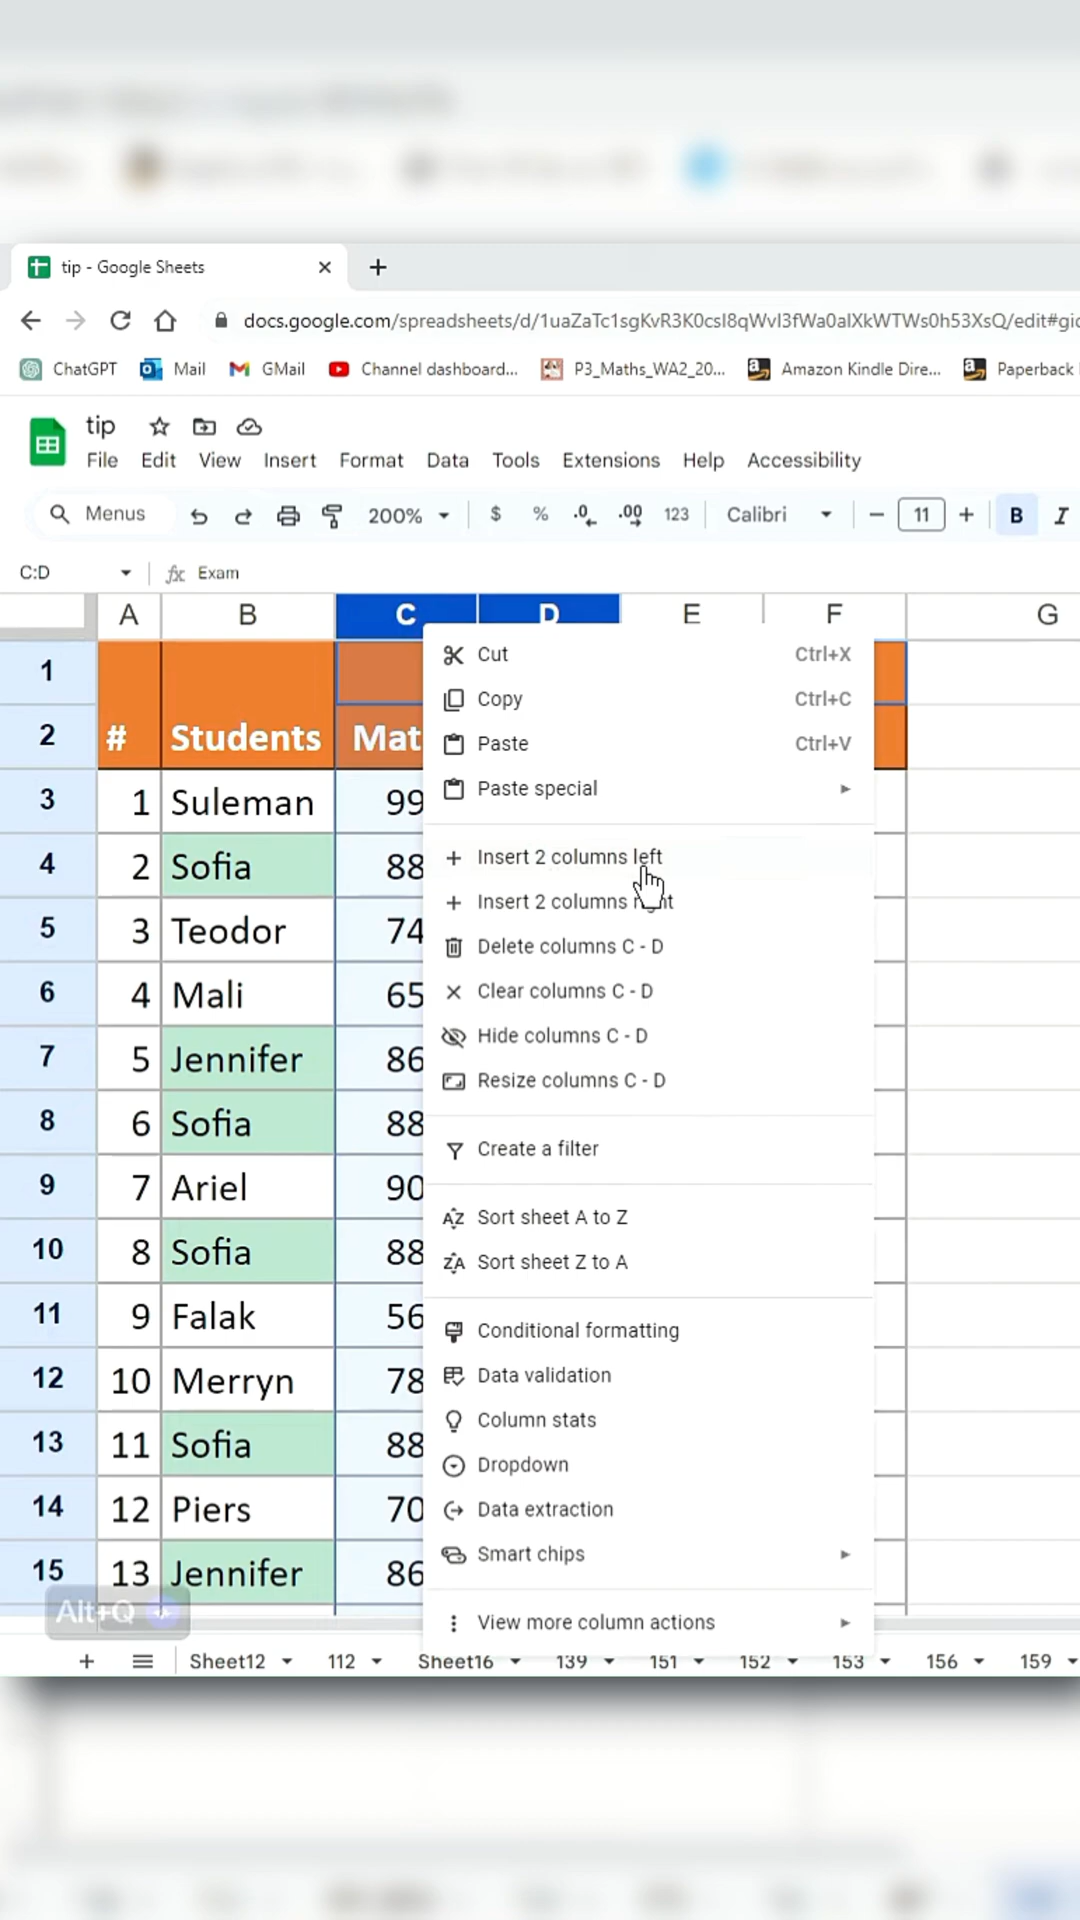 tip - Google Sheets
docs.google.com/spreadsheets/d/1uaZaTc1sgKvR3K0csI8qWvI3fWa0aIXkWTWs0h53XsQ/edit#gid
ChatGPT Mail GMail Channel dashboard... P3_Maths_WA2_20... Amazon Kindle Dire... Paperback
tip
File Edit View Insert Format Data Tools Extensions Help Accessibility
Menus 200% $ % .0 .00 123 Calibri 11 B I
C:D fx Exam
A B C D E F G
1
2 # Students Mat
3 1 Suleman 99
4 2 Sofia 88
5 3 Teodor 74
6 4 Mali 65
7 5 Jennifer 86
8 6 Sofia 88
9 7 Ariel 90
10 8 Sofia 88
11 9 Falak 56
12 10 Merryn 78
13 11 Sofia 88
14 12 Piers 70
15 13 Jennifer 86
Cut Ctrl+X
Copy Ctrl+C
Paste Ctrl+V
Paste special
Insert 2 columns left
Insert 2 columns right
Delete columns C - D
Clear columns C - D
Hide columns C - D
Resize columns C - D
Create a filter
Sort sheet A to Z
Sort sheet Z to A
Conditional formatting
Data validation
Column stats
Dropdown
Data extraction
Smart chips
View more column actions
Alt+Q
Sheet12 112 Sheet16 139 151 152 153 156 159